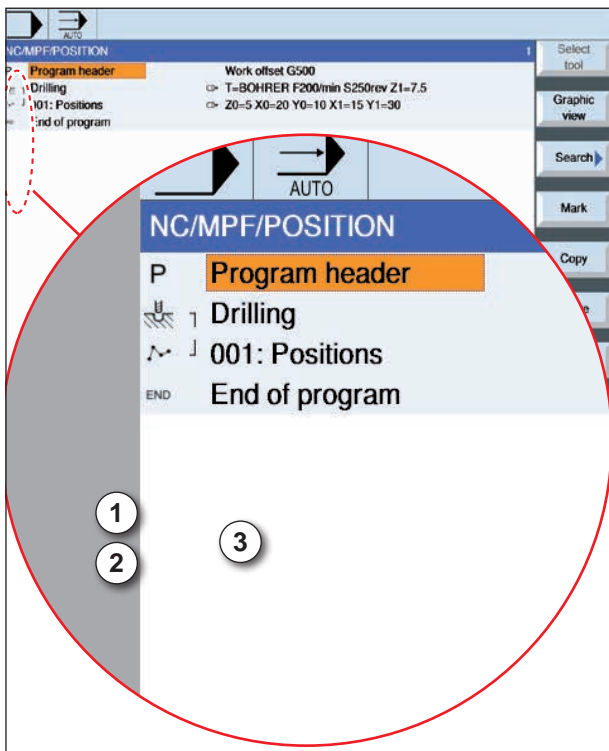 AUTO
NC/MPF/POSITION 1
Select tool
P Program header Work offset G500
Drilling T=BOHRER F200/min S250rev Z1=7.5
001: Positions Z0=5 X0=20 Y0=10 X1=15 Y1=30
End of program
Graphic view
Search
Mark
Copy
AUTO
NC/MPF/POSITION
P Program header
Drilling
001: Positions
END End of program
1
2
3